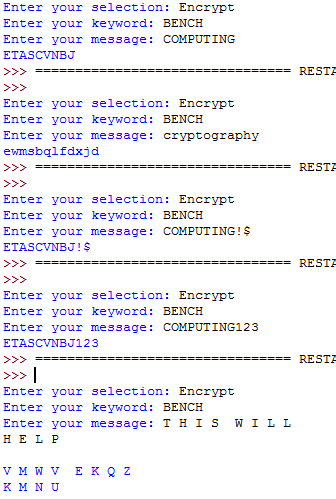 Enter your selection: Encrypt
Enter your keyword: BENCH
Enter your message: COMPUTING
ETASCVNBJ
>>> ================================ RESTA
>>>
Enter your selection: Encrypt
Enter your keyword: BENCH
Enter your message: cryptography
ewmsbqlfdxjd
>>> ================================ RESTA
>>>
Enter your selection: Encrypt
Enter your keyword: BENCH
Enter your message: COMPUTING!$
ETASCVNBJ!$
>>> ================================ RESTA
>>>
Enter your selection: Encrypt
Enter your keyword: BENCH
Enter your message: COMPUTING123
ETASCVNBJ123
>>> ================================ RESTA
>>>
Enter your selection: Encrypt
Enter your keyword: BENCH
Enter your message: T H I S  W I L L
H E L P
V M W V  E K Q Z
K M N U